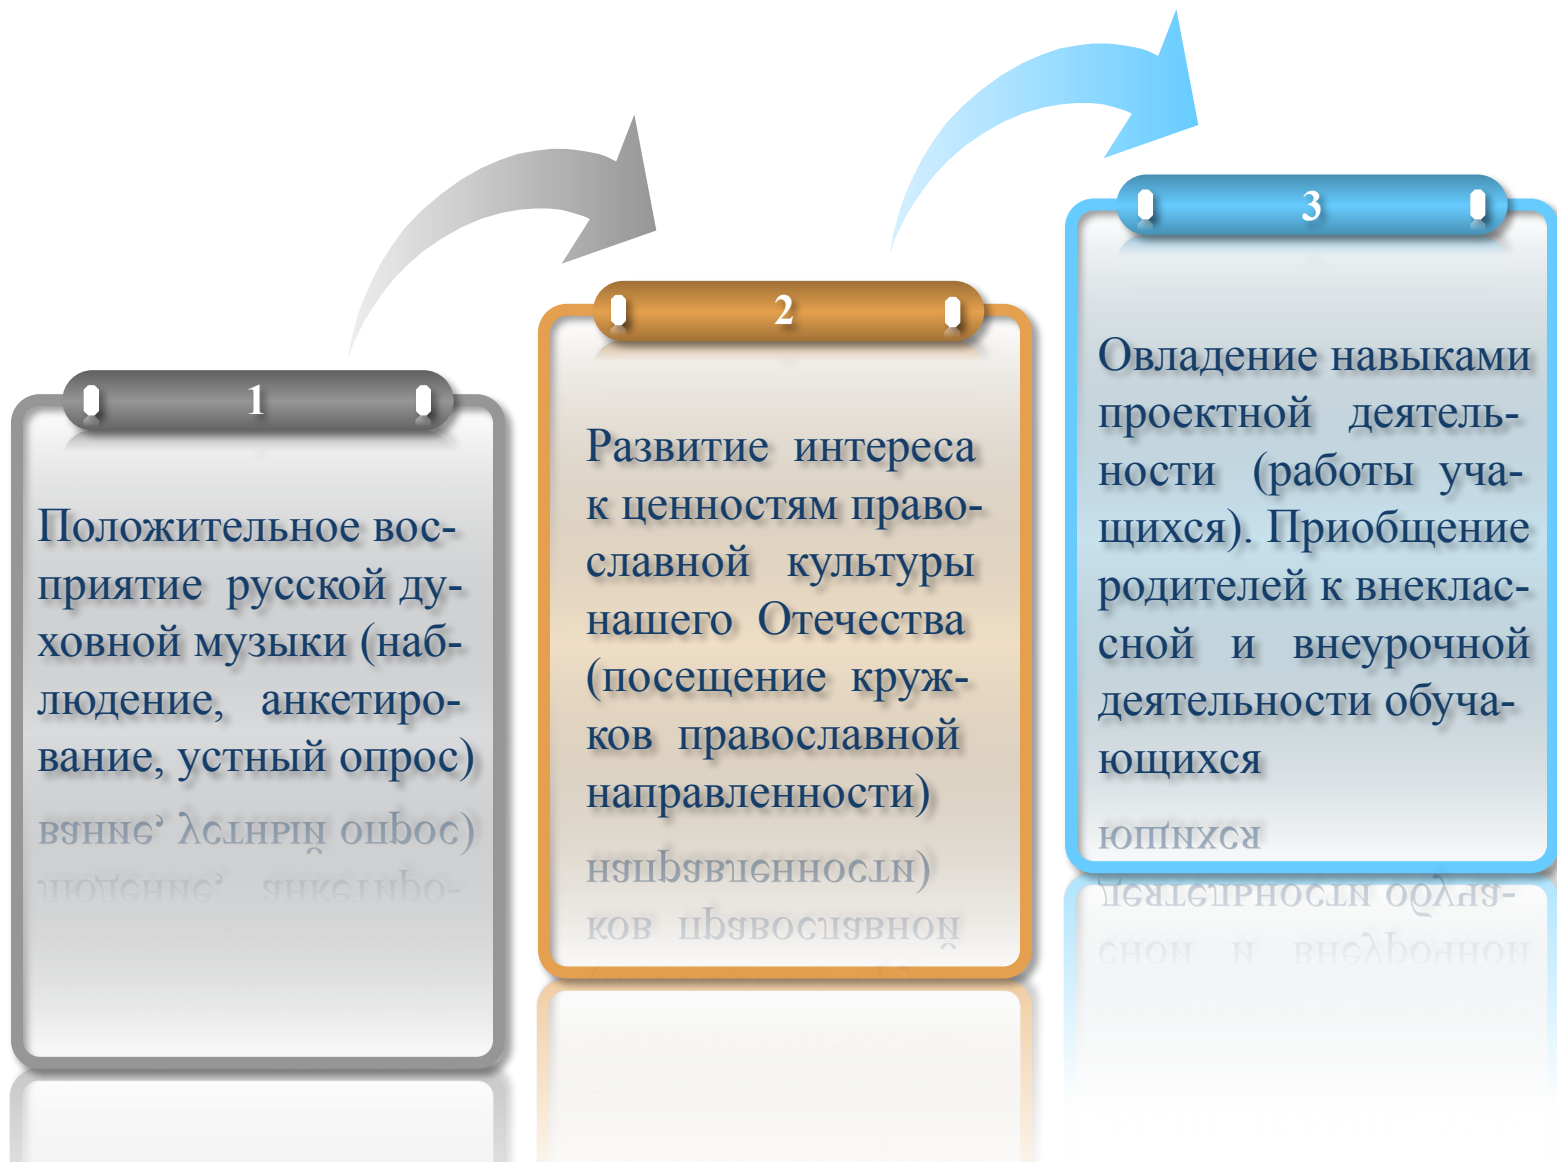 1
Положительное вос-
приятие русской ду-
ховной музыки (наб-
людение, анкетиро-
вание, устный опрос)
2
Развитие интереса
к ценностям право-
славной культуры
нашего Отечества
(посещение круж-
ков православной
направленности)
3
Овладение навыками
проектной деятель-
ности (работы уча-
щихся). Приобщение
родителей к внеклас-
сной и внеурочной
деятельности обуча-
ющихся